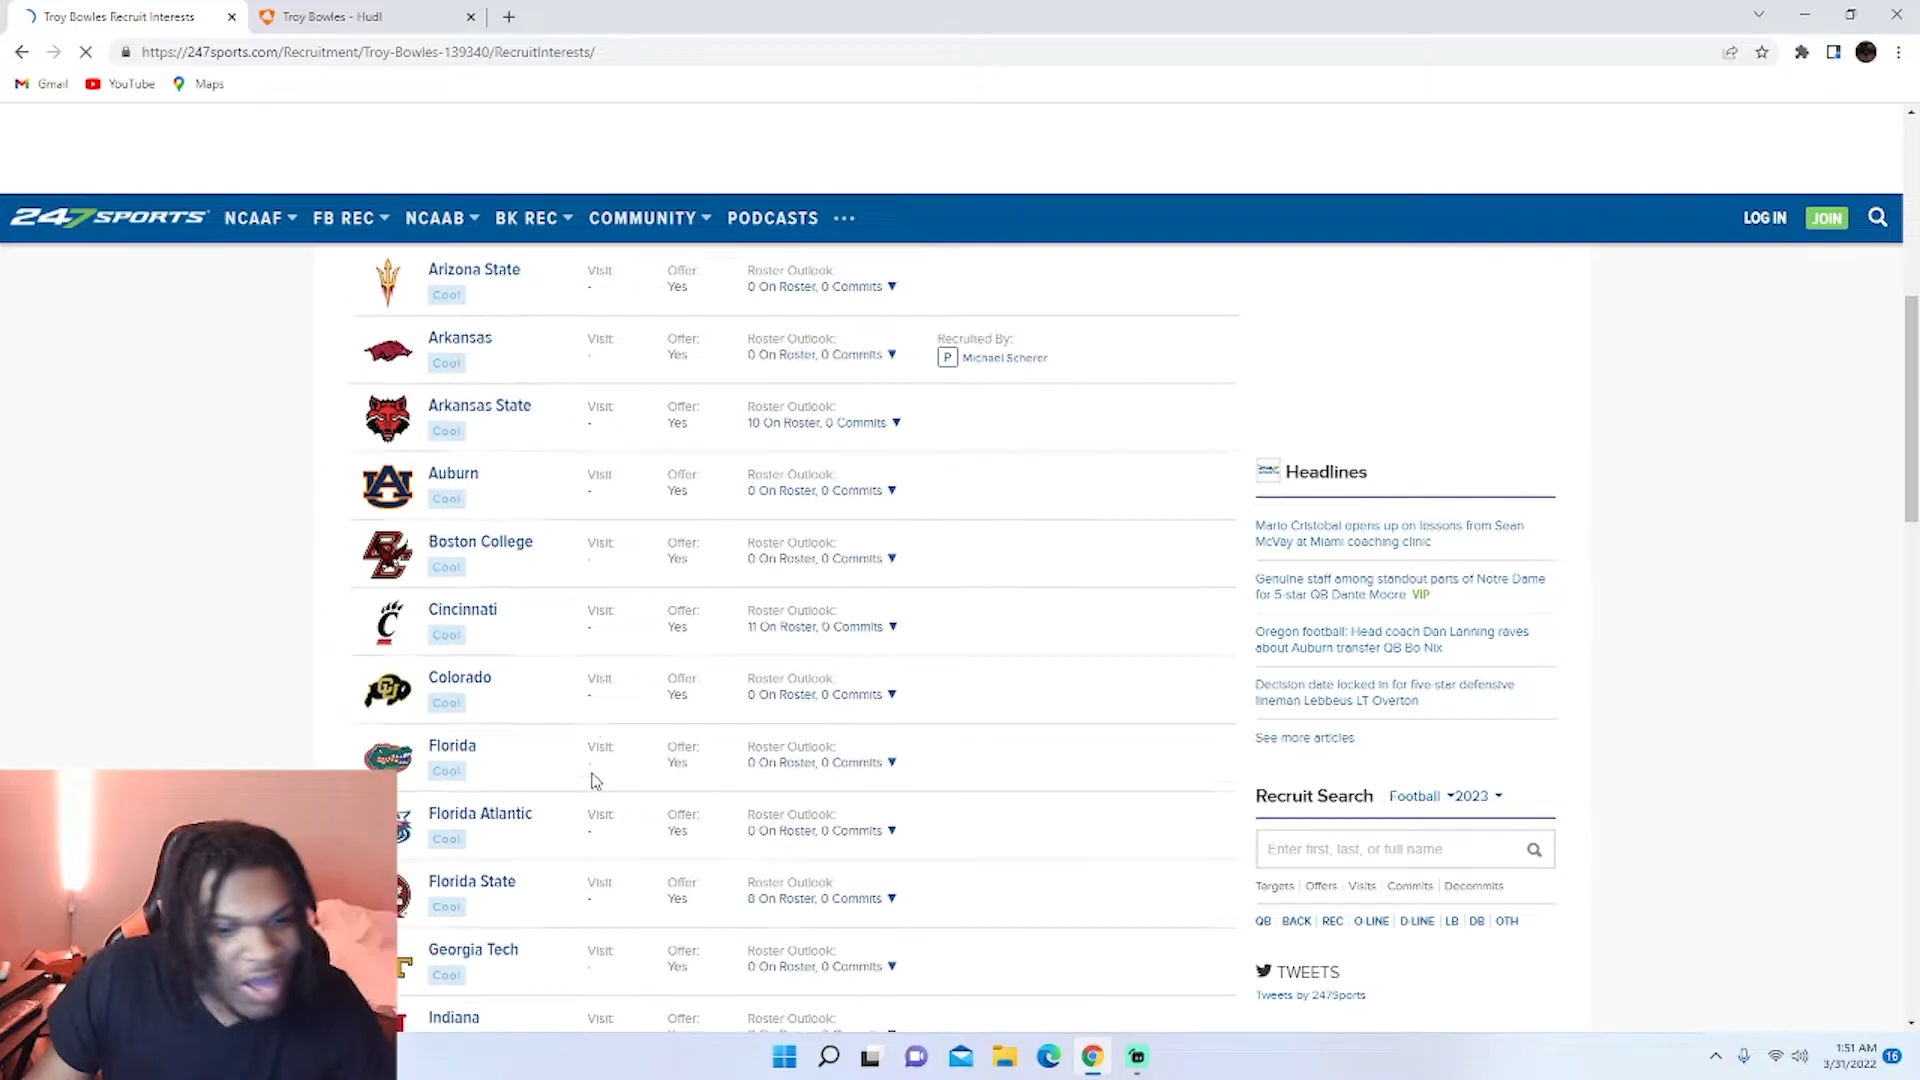 Troy Bowles Recruit Interests
Troy Bowles - Hudl
https://247sports.com/Recruitment/Troy-Bowles-139340/RecruitInterests/
Gmail YouTube Maps
247SPORTS NCAAF FB REC NCAAB BK REC COMMUNITY PODCASTS ••• LOG IN JOIN
Arizona State Visit: Offer: Roster Outlook:
Cool - Yes 0 On Roster, 0 Commits ▼
Arkansas Visit: Offer: Roster Outlook: Recruited By:
Cool - Yes 0 On Roster, 0 Commits ▼ P Michael Scherer
Arkansas State Visit: Offer: Roster Outlook:
Cool - Yes 10 On Roster, 0 Commits ▼
Auburn Visit: Offer: Roster Outlook:
Cool - Yes 0 On Roster, 0 Commits ▼
Boston College Visit: Offer: Roster Outlook:
Cool - Yes 0 On Roster, 0 Commits ▼
Cincinnati Visit: Offer: Roster Outlook:
Cool - Yes 11 On Roster, 0 Commits ▼
Colorado Visit: Offer: Roster Outlook:
Cool - Yes 0 On Roster, 0 Commits ▼
Florida Visit: Offer: Roster Outlook:
Cool - Yes 0 On Roster, 0 Commits ▼
Florida Atlantic Visit: Offer: Roster Outlook:
Cool - Yes 0 On Roster, 0 Commits ▼
Florida State Visit: Offer: Roster Outlook:
Cool - Yes 8 On Roster, 0 Commits ▼
Georgia Tech Visit: Offer: Roster Outlook:
Cool - Yes 0 On Roster, 0 Commits ▼
Indiana Visit: Offer: Roster Outlook:
Headlines
Mario Cristobal opens up on lessons from Sean
McVay at Miami coaching clinic
Genuine staff among standout parts of Notre Dame
for 5-star QB Dante Moore VIP
Oregon football: Head coach Dan Lanning raves
about Auburn transfer QB Bo Nix
Decision date locked in for five-star defensive
lineman Lebbeus LT Overton
See more articles
Recruit Search Football 2023
Enter first, last, or full name
Targets | Offers | Visits | Commits | Decommits
QB BACK REC O-LINE D-LINE LB DB OTH
TWEETS
Tweets by 247Sports
1:51 AM
3/31/2022
16